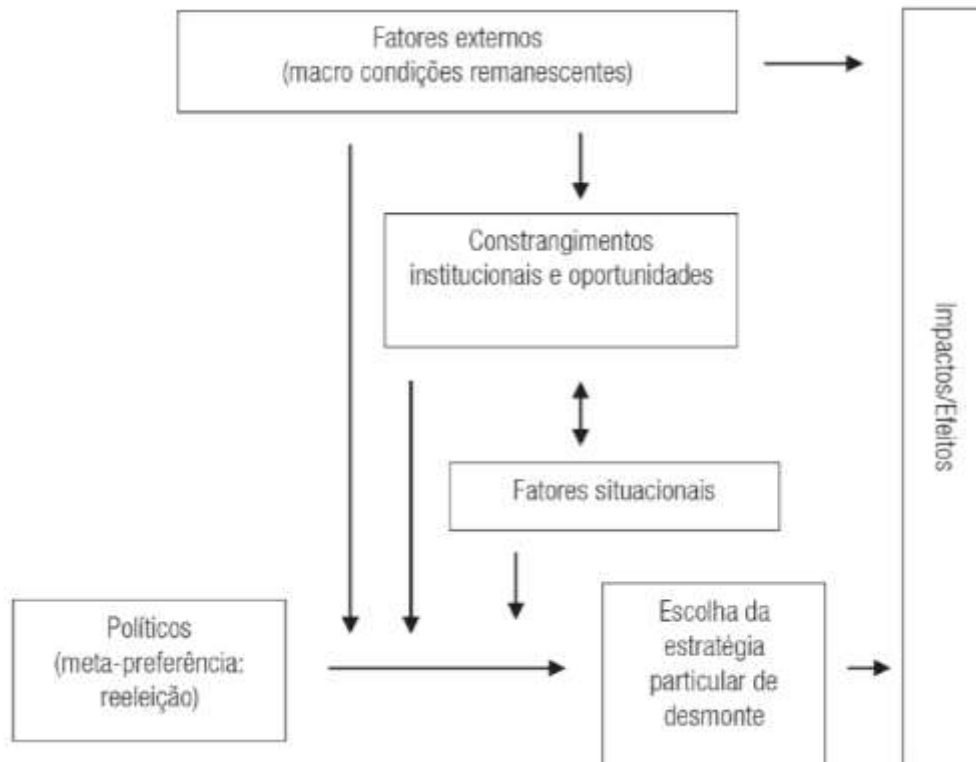 Fatores externos
(macro condições remanescentes)
Constrangimentos
institucionais e oportunidades
Fatores situacionais
Políticos
(meta-preferência:
reeleição)
Escolha da
estratégia
particular de
desmonte
Impactos/Efeitos